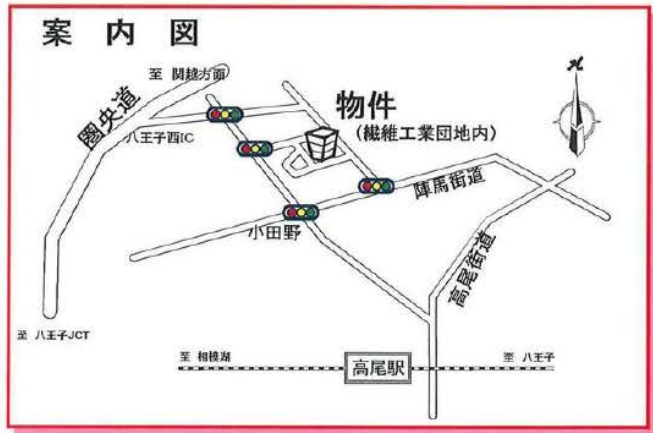 案内図
至 関越方面
圏央道
八王子西IC
物件
(繊維工業団地内)
陣馬街道
小田野
高尾街道
至 八王子JCT
至 相模湖
高尾駅
至 八王子